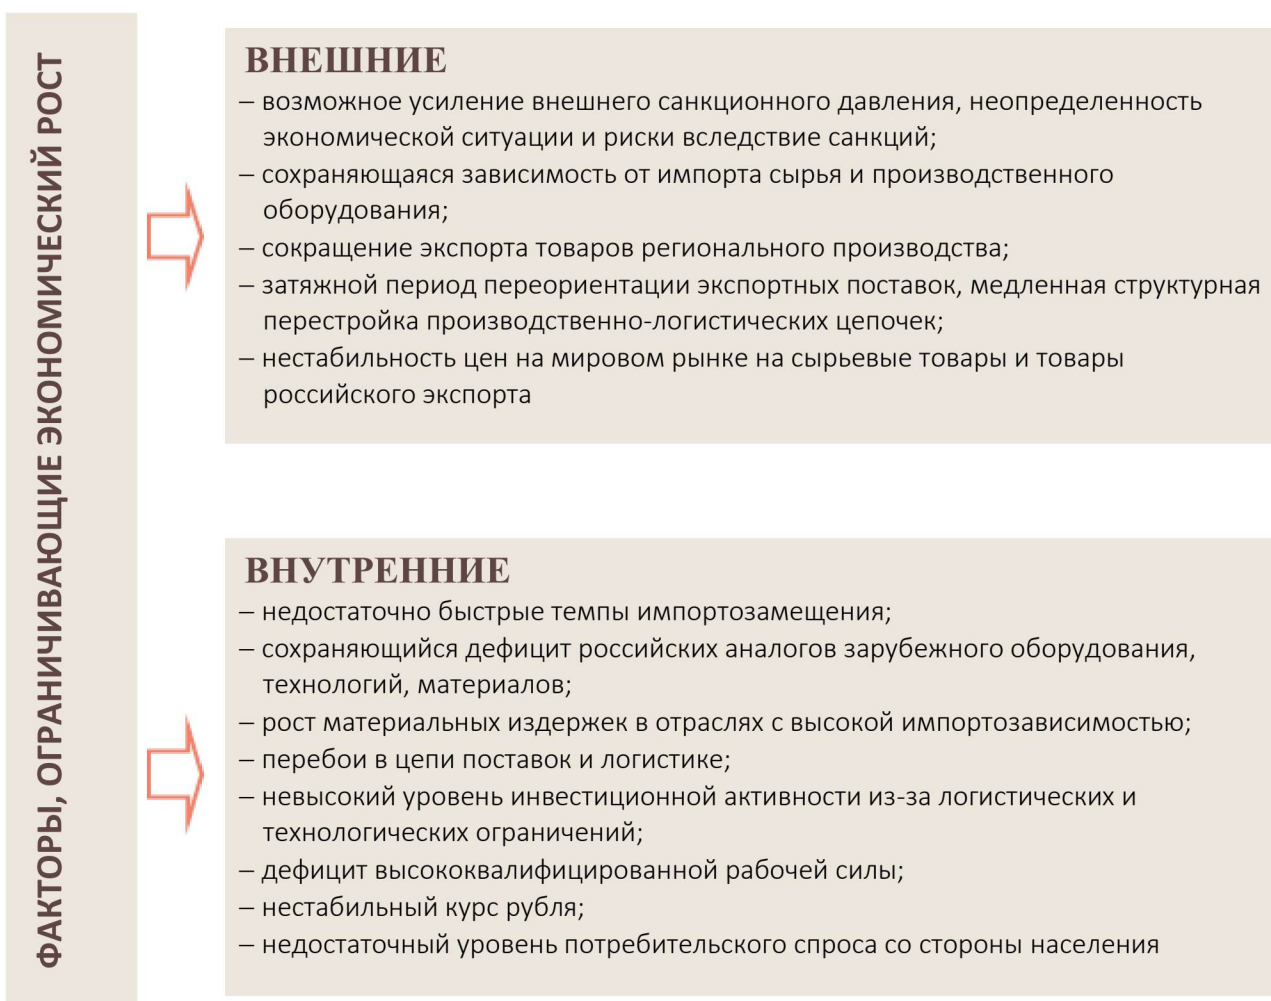 ФАКТОРЫ, ОГРАНИЧИВАЮЩИЕ ЭКОНОМИЧЕСКИЙ РОСТ
ВНЕШНИЕ
– возможное усиление внешнего санкционного давления, неопределенность
экономической ситуации и риски вследствие санкций;
– сохраняющаяся зависимость от импорта сырья и производственного
оборудования;
– сокращение экспорта товаров регионального производства;
– затяжной период переориентации экспортных поставок, медленная структурная
перестройка производственно-логистических цепочек;
– нестабильность цен на мировом рынке на сырьевые товары и товары
российского экспорта
ВНУТРЕННИЕ
– недостаточно быстрые темпы импортозамещения;
– сохраняющийся дефицит российских аналогов зарубежного оборудования,
технологий, материалов;
– рост материальных издержек в отраслях с высокой импортозависимостью;
– перебои в цепи поставок и логистике;
– невысокий уровень инвестиционной активности из-за логистических и
технологических ограничений;
– дефицит высококвалифицированной рабочей силы;
– нестабильный курс рубля;
– недостаточный уровень потребительского спроса со стороны населения